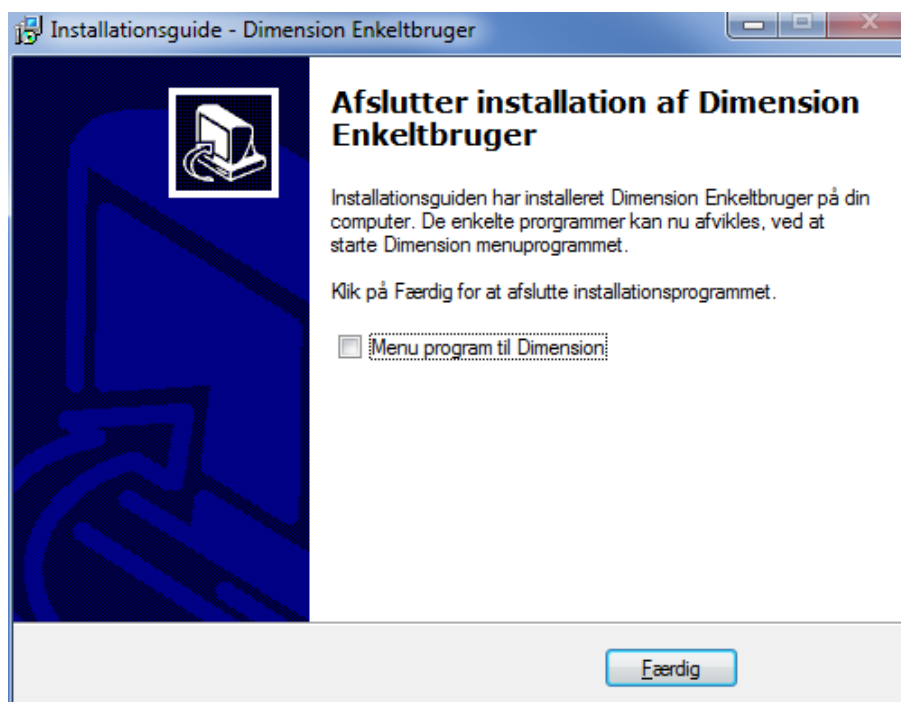 Installationsguide - Dimension Enkeltbruger
Afslutter installation af Dimension
Enkeltbruger
Installationsguiden har installeret Dimension Enkeltbruger på din
computer. De enkelte prorgrammer kan nu afvikles, ved at
starte Dimension menuprogrammet.
Klik på Færdig for at afslutte installationsprogrammet.
Menu program til Dimension
Færdig